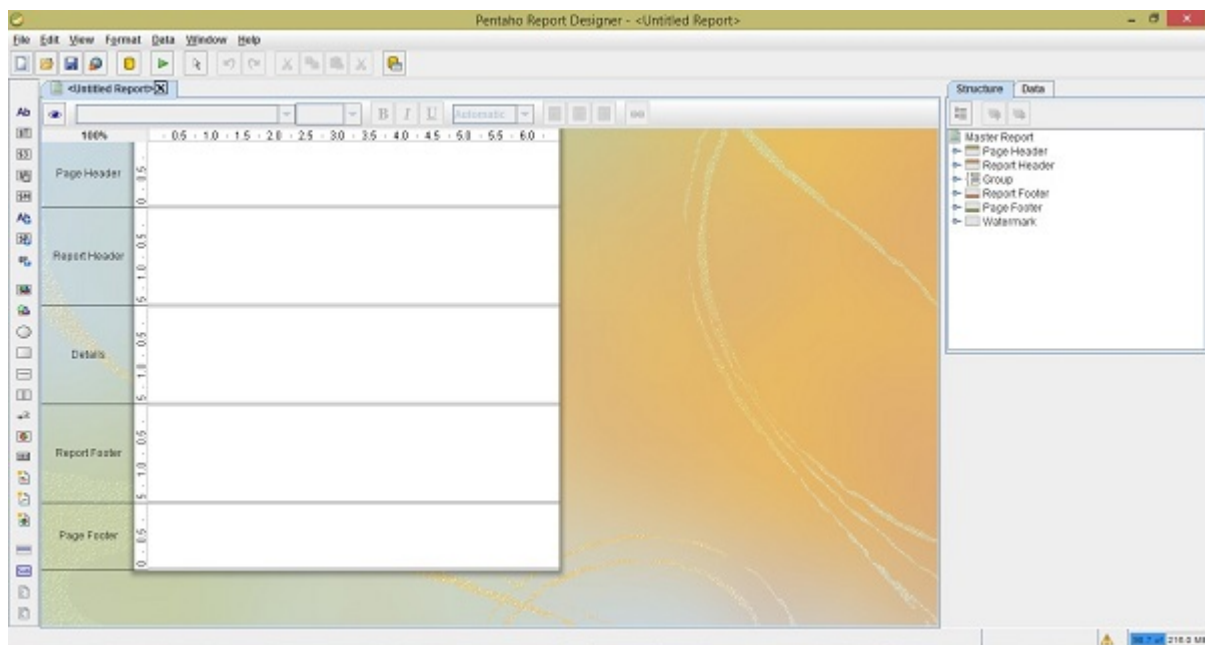 Pentaho Report Designer - <Untitled Report>
File Edit View Format Data Window Help
<Untitled Report>
Structure Data
Automatic
B I U
100%
0.5 1.0 1.5 2.0 2.5 3.0 3.5 4.0 4.5 5.0 5.5 6.0
Page Header
Report Header
Details
Report Footer
Page Footer
Master Report
Page Header
Report Header
Group
Report Footer
Page Footer
Watermark
216.0 MB